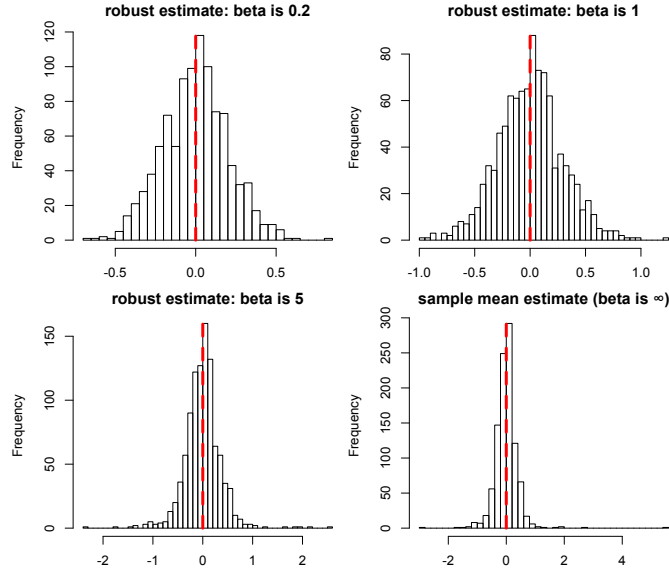 robust estimate: beta is 0.2
Frequency
0 20 40 60 80 100 120
-0.5 0.0 0.5
robust estimate: beta is 1
Frequency
0 20 40 60 80
-1.0 -0.5 0.0 0.5 1.0
robust estimate: beta is 5
Frequency
0 50 100 150
-2 -1 0 1 2
sample mean estimate (beta is ∞)
Frequency
0 50 100 150 200 250 300
-2 0 2 4